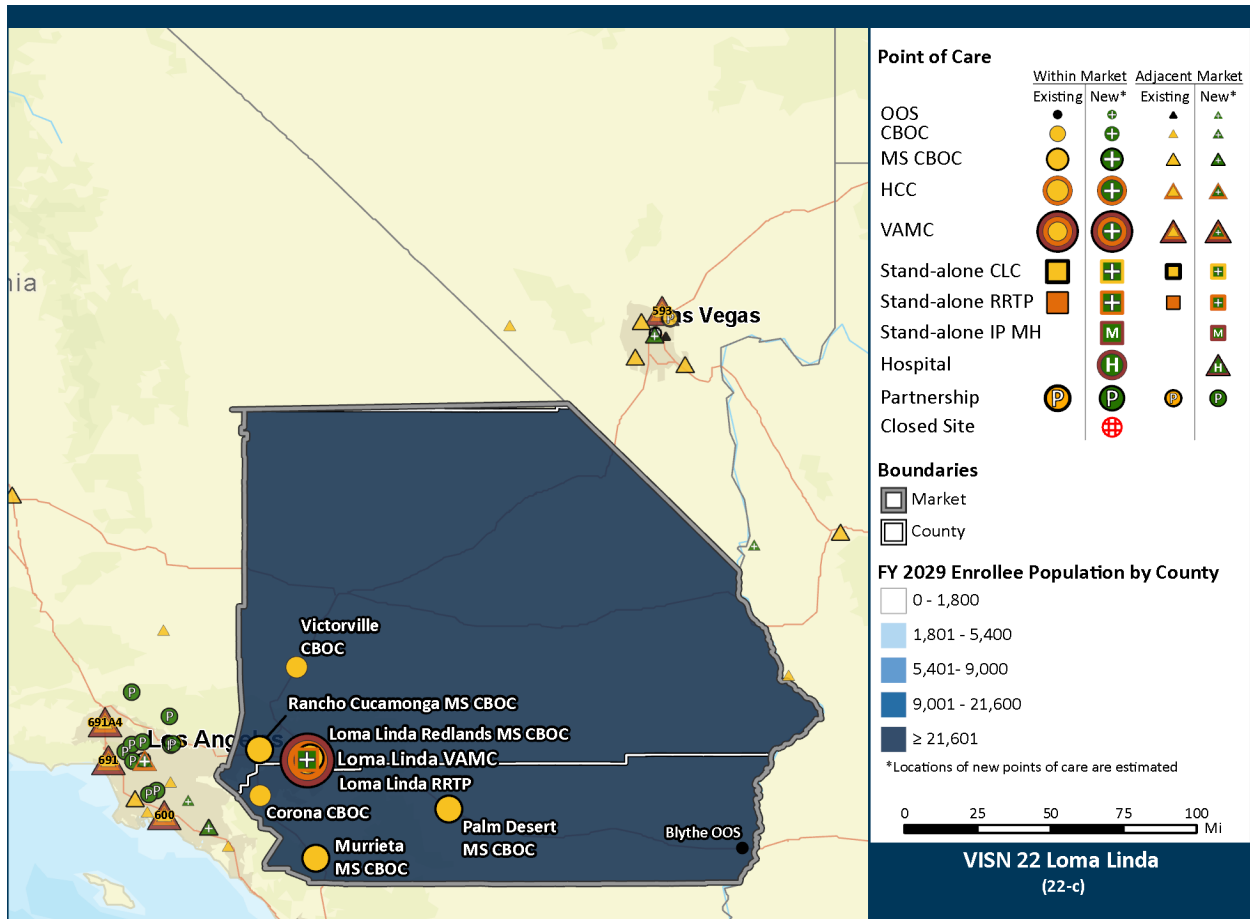 Point of Care
Within Market Adjacent Market
Existing New* Existing New*
OOS
CBOC
MS CBOC
HCC
VAMC
Stand-alone CLC
Stand-alone RRTP
Stand-alone IP MH
M M
Hospital
H H
Partnership
P P P P
Closed Site
Boundaries
Market
County
FY 2029 Enrollee Population by County
0 - 1,800
1,801 - 5,400
5,401- 9,000
9,001 - 21,600
≥ 21,601
*Locations of new points of care are estimated
0 25 50 75 100
Mi
VISN 22 Loma Linda
(22-c)
nia
593
P
as Vegas
Victorville
CBOC
Rancho Cucamonga MS CBOC
Loma Linda Redlands MS CBOC
Loma Linda VAMC
Loma Linda RRTP
Corona CBOC
Palm Desert
MS CBOC
Murrieta
MS CBOC
Blythe OOS
P
P
691A4
Los Angeles
P P P P P
691
P P
600